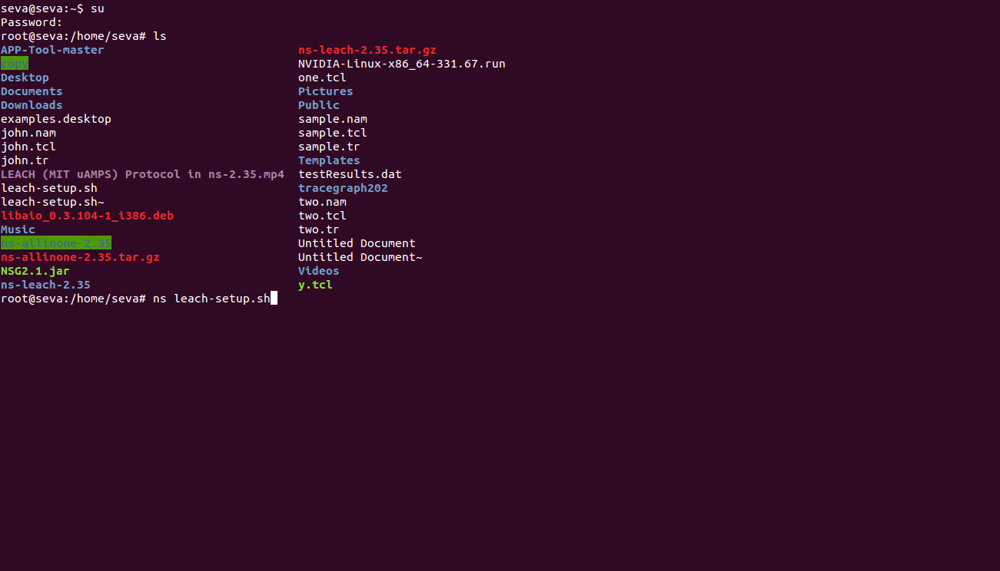 seva@seva:~$ su
Password:
root@seva:/home/seva# ls
APP-Tool-master ns-leach-2.35.tar.gz
copy NVIDIA-Linux-x86_64-331.67.run
Desktop one.tcl
Documents Pictures
Downloads Public
examples.desktop sample.nam
john.nam sample.tcl
john.tcl sample.tr
john.tr Templates
LEACH (MIT uAMPS) Protocol in ns-2.35.mp4 testResults.dat
leach-setup.sh tracegraph202
leach-setup.sh~ two.nam
libaio_0.3.104-1_i386.deb two.tcl
Music two.tr
ns-allinone-2.35 Untitled Document
ns-allinone-2.35.tar.gz Untitled Document~
NSG2.1.jar Videos
ns-leach-2.35 y.tcl
root@seva:/home/seva# ns leach-setup.sh